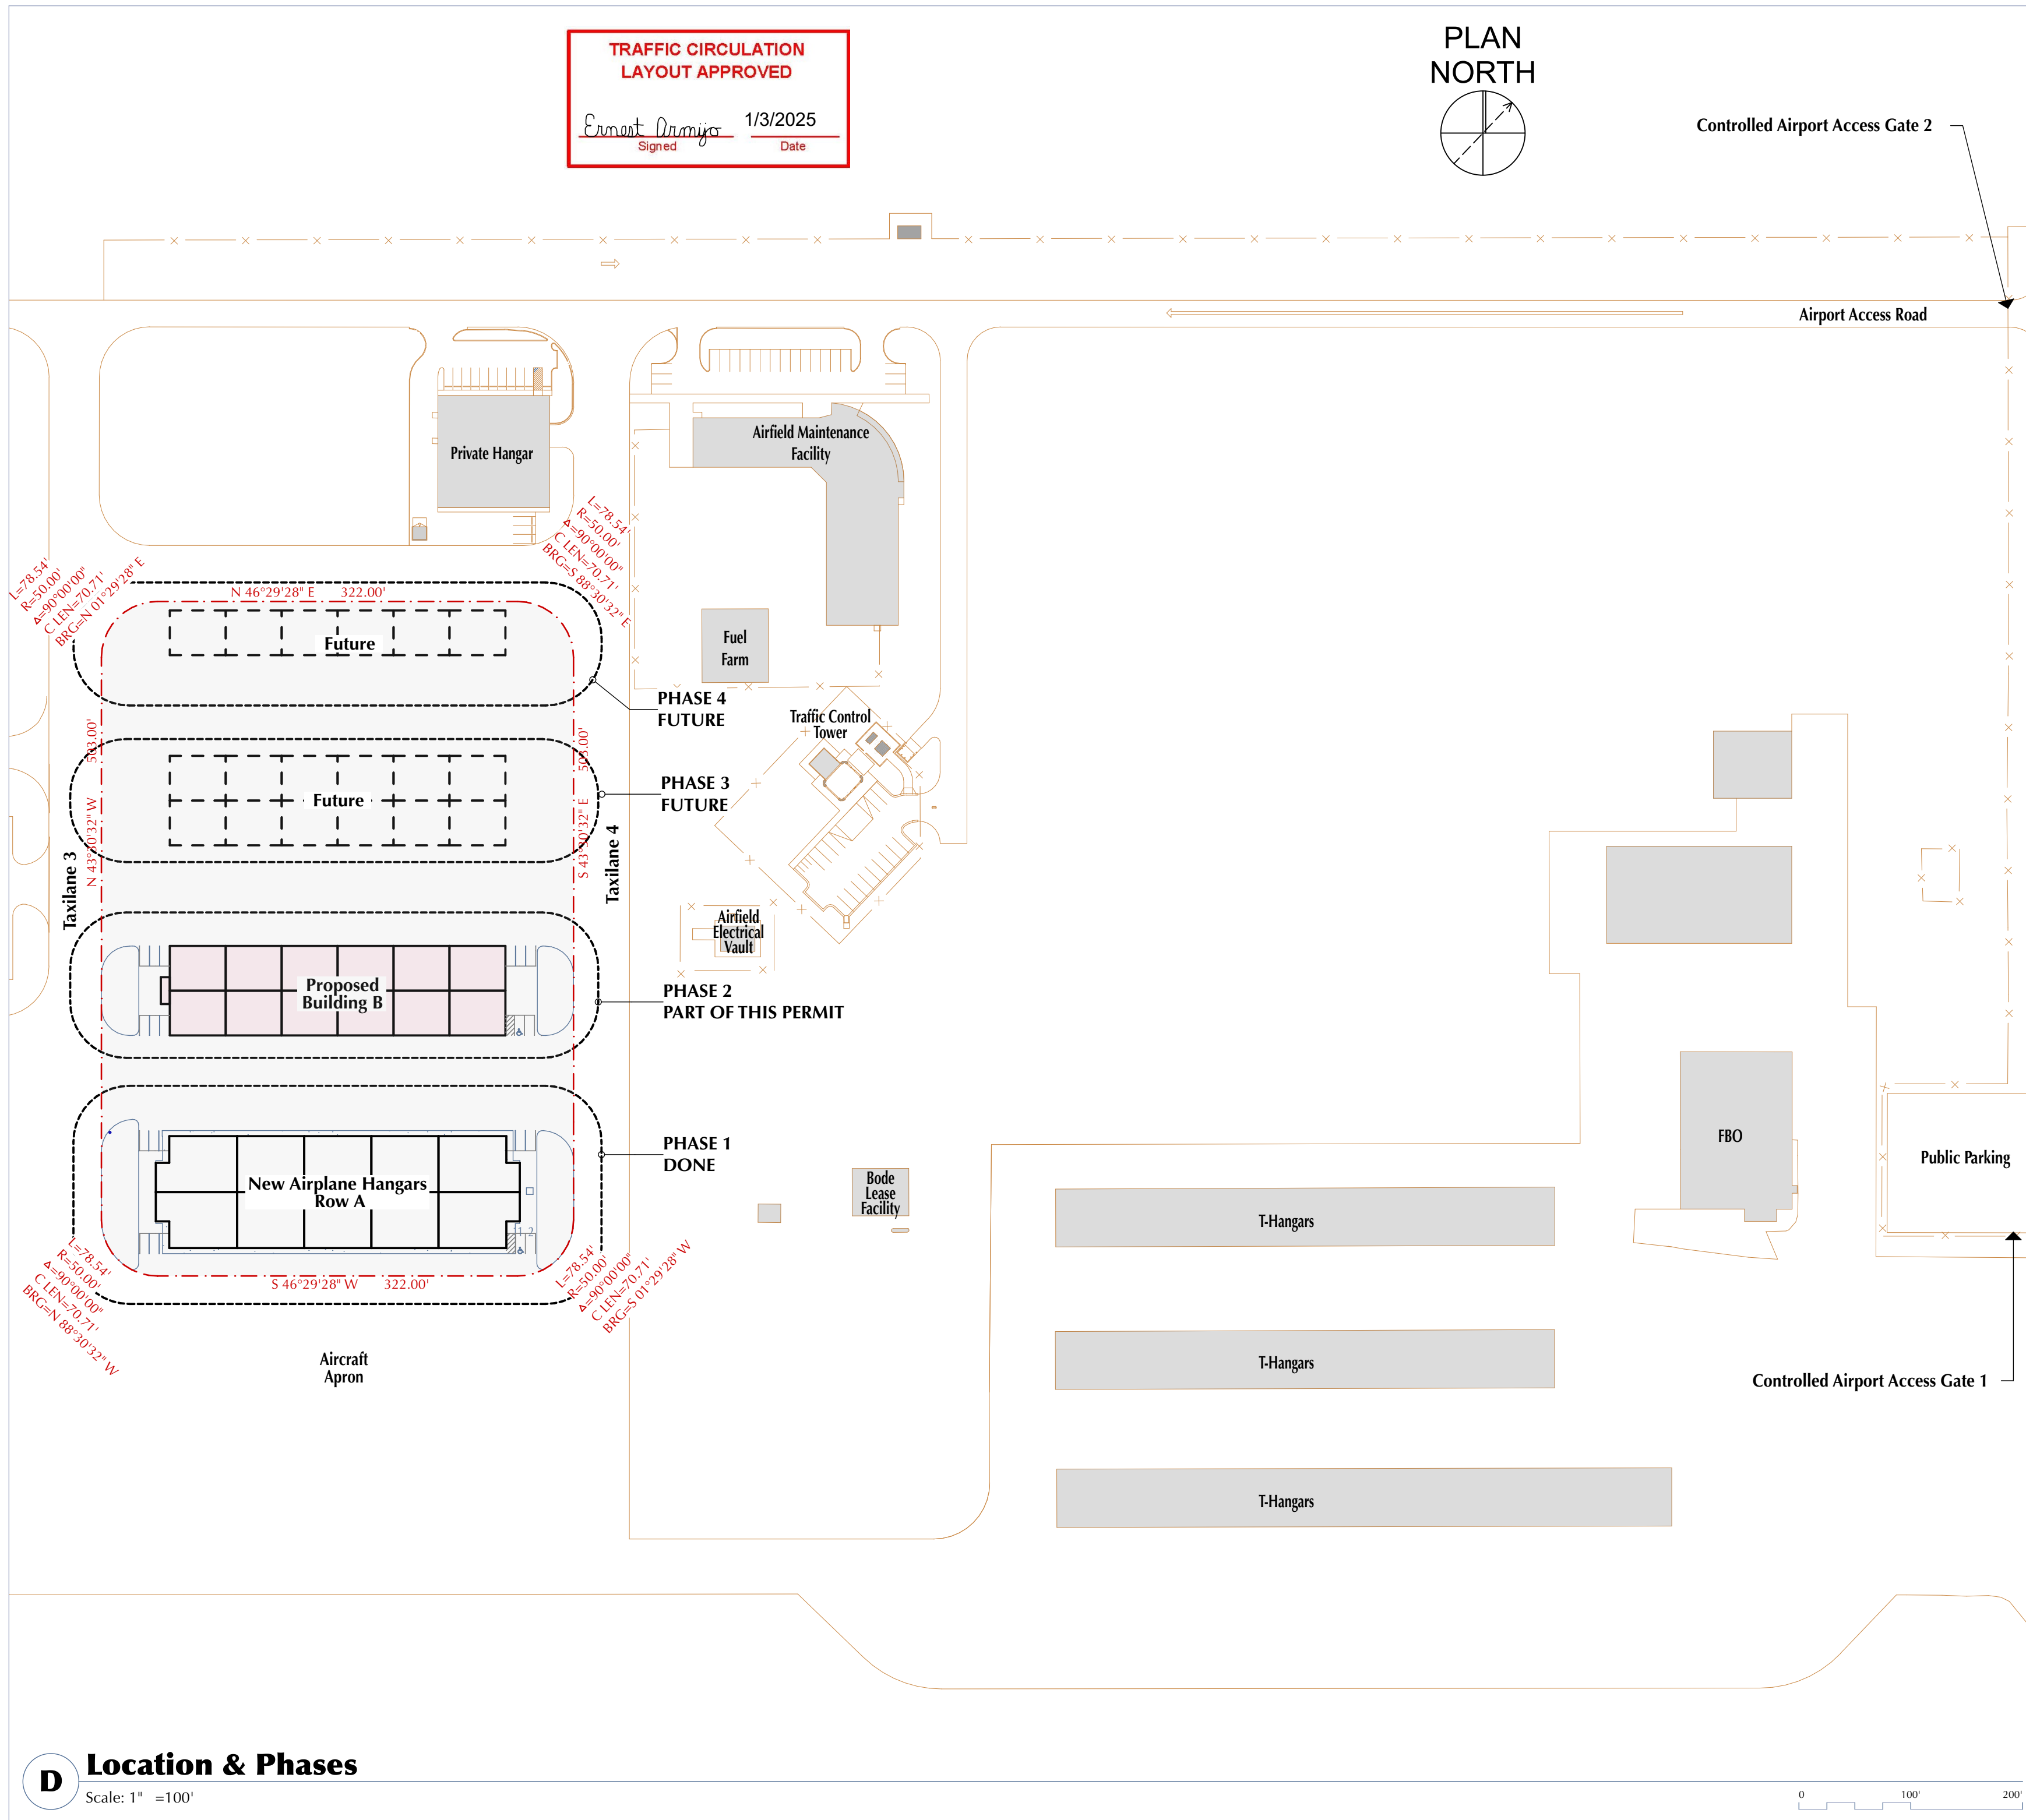 TRAFFIC CIRCULATION
LAYOUT APPROVED
Ernest Armijo
1/3/2025
Signed
Date
PLAN
NORTH
Controlled Airport Access Gate 2
Airport Access Road
Private Hangar
Airfield Maintenance
Facility
L=78.54'
R=50.00'
Δ=90°00'00"
C LEN=70.71'
BRG=N 01°29'28" E
N 46°29'28" E 322.00'
L=78.54'
R=50.00'
Δ=90°00'00"
C LEN=70.71'
BRG=S 88°30'32" E
Future
Fuel
Farm
PHASE 4
FUTURE
Traffic Control
Tower
N 43°30'32" W 503.00'
S 43°30'32" E 503.00'
Future
PHASE 3
FUTURE
Taxilane 3
Taxilane 4
Airfield
Electrical
Vault
Proposed
Building B
PHASE 2
PART OF THIS PERMIT
PHASE 1
DONE
New Airplane Hangars
Row A
1 2
Bode
Lease
Facility
FBO
Public Parking
T-Hangars
L=78.54'
R=50.00'
Δ=90°00'00"
C LEN=70.71'
BRG=N 88°30'32" W
S 46°29'28" W 322.00'
L=78.54'
R=50.00'
Δ=90°00'00"
C LEN=70.71'
BRG=S 01°29'28" W
Aircraft
Apron
T-Hangars
Controlled Airport Access Gate 1
T-Hangars
D
Location & Phases
Scale: 1" =100'
0 100' 200'